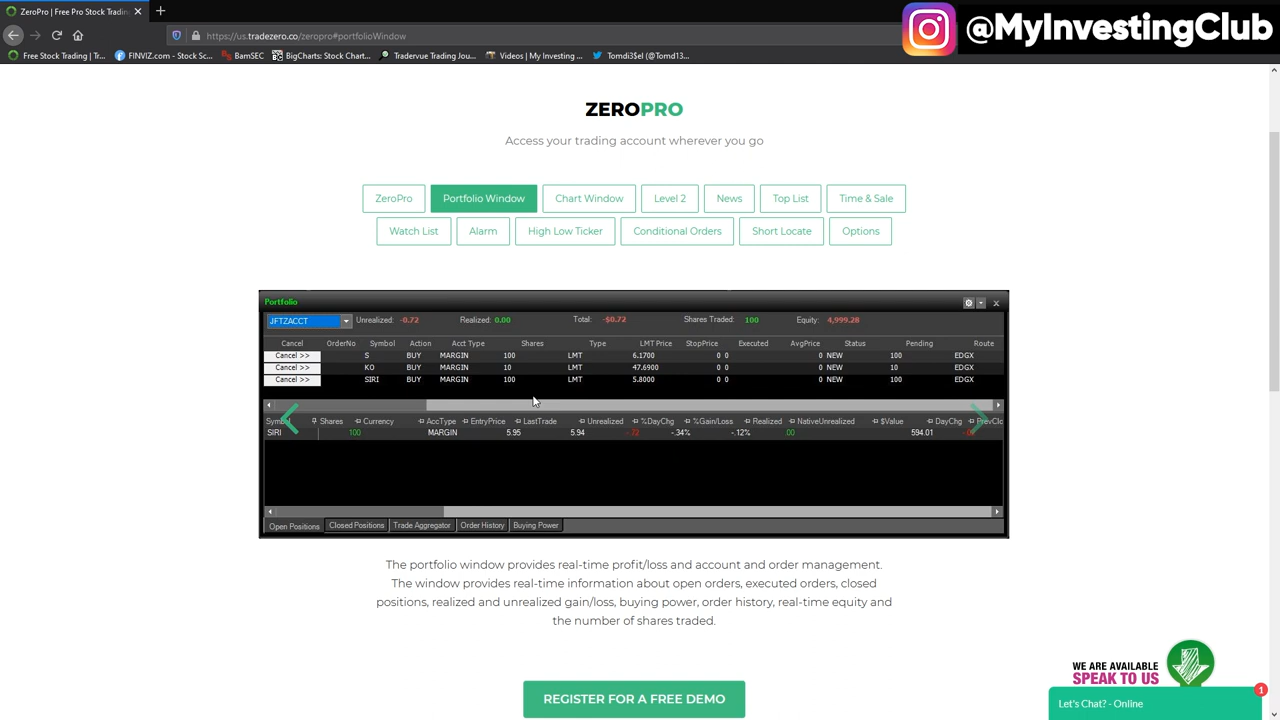 ZeroPro | Free Pro Stock Trading
https://us.tradezero.co/zeropro#portfolioWindow
@MyInvestingClub
Free Stock Trading | Tr... FINVIZ.com - Stock Sc... BamSEC BigCharts: Stock Chart... Tradervue Trading Jou... Videos | My Investing ... Tomdi3$el (@Tomd13...
ZEROPRO
Access your trading account wherever you go
ZeroPro Portfolio Window Chart Window Level 2 News Top List Time & Sale
Watch List Alarm High Low Ticker Conditional Orders Short Locate Options
Portfolio
JFTZACCT Unrealized: -0.72 Realized: 0.00 Total: -$0.72 Shares Traded: 100 Equity: 4,999.28
Cancel OrderNo Symbol Action Acct Type Shares Type LMT Price StopPrice Executed AvgPrice Status Pending Route
Cancel >> S BUY MARGIN 100 LMT 6.1700 0 0 0 NEW 100 EDGX
Cancel >> KO BUY MARGIN 10 LMT 47.6900 0 0 0 NEW 10 EDGX
Cancel >> SIRI BUY MARGIN 100 LMT 5.8000 0 0 0 NEW 100 EDGX
Shares Currency AccType EntryPrice LastTrade Unrealized %DayChg %Gain/Loss Realized NativeUnrealized $Value DayChg
SIRI 100 MARGIN 5.95 5.94 -.72 -.34% -.12% .00 594.01
Open Positions Closed Positions Trade Aggregator Order History Buying Power
The portfolio window provides real-time profit/loss and account and order management.
The window provides real-time information about open orders, executed orders, closed
positions, realized and unrealized gain/loss, buying power, order history, real-time equity and
the number of shares traded.
WE ARE AVAILABLE
SPEAK TO US
REGISTER FOR A FREE DEMO
Let's Chat? - Online
1